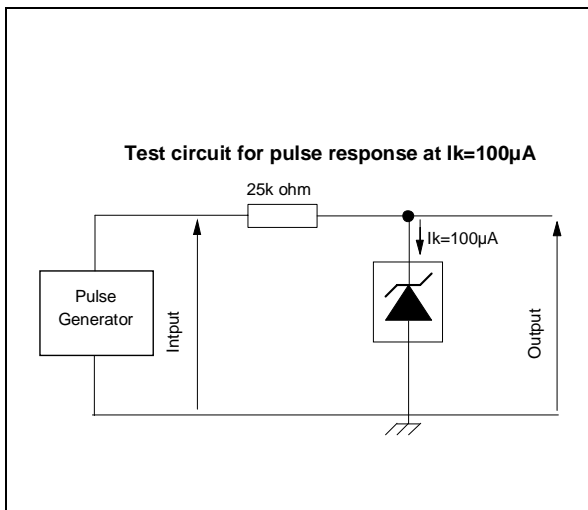 Test circuit for pulse response at Ik=100µA
25k ohm
Ik=100µA
Pulse
Generator
Intput
Output